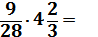 9/28 · 4 2/3 =